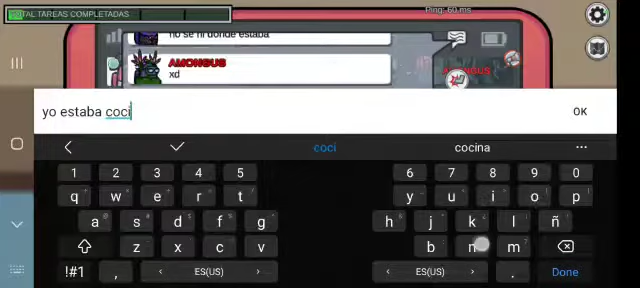 TAL TAREAS COMPLETADAS
Ping: 60 ms
no se ni donde estaba
AMONGUS
xd
yo estaba coci
OK
coci cocina
1 2 3 4 5 6 7 8 9 0
q w e r t y u i o p
a s d f g h j k l ñ
z x c v b n m
!#1 , ES(US) ES(US) . Done